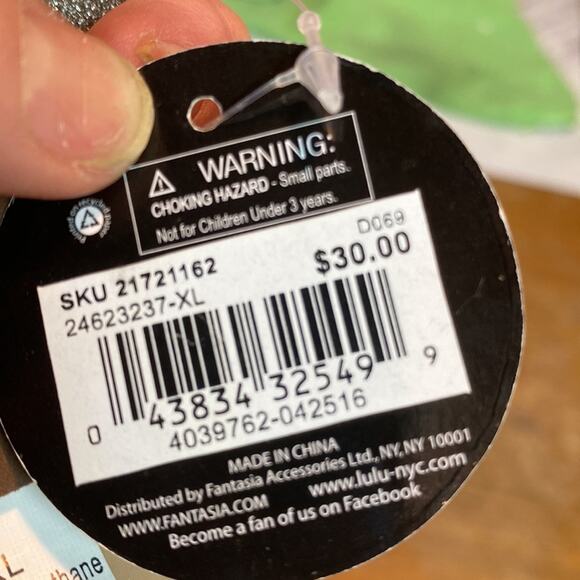 WARNING:
CHOKING HAZARD - Small parts.
Not for Children Under 3 years.
D069
SKU 21721162
$30.00
24623237-XL
0 43834 32549 9
4039762-042516
MADE IN CHINA
Distributed by Fantasia Accessories Ltd., NY, NY 10001
WWW.FANTASIA.COM www.lulu-nyc.com
Become a fan of us on Facebook